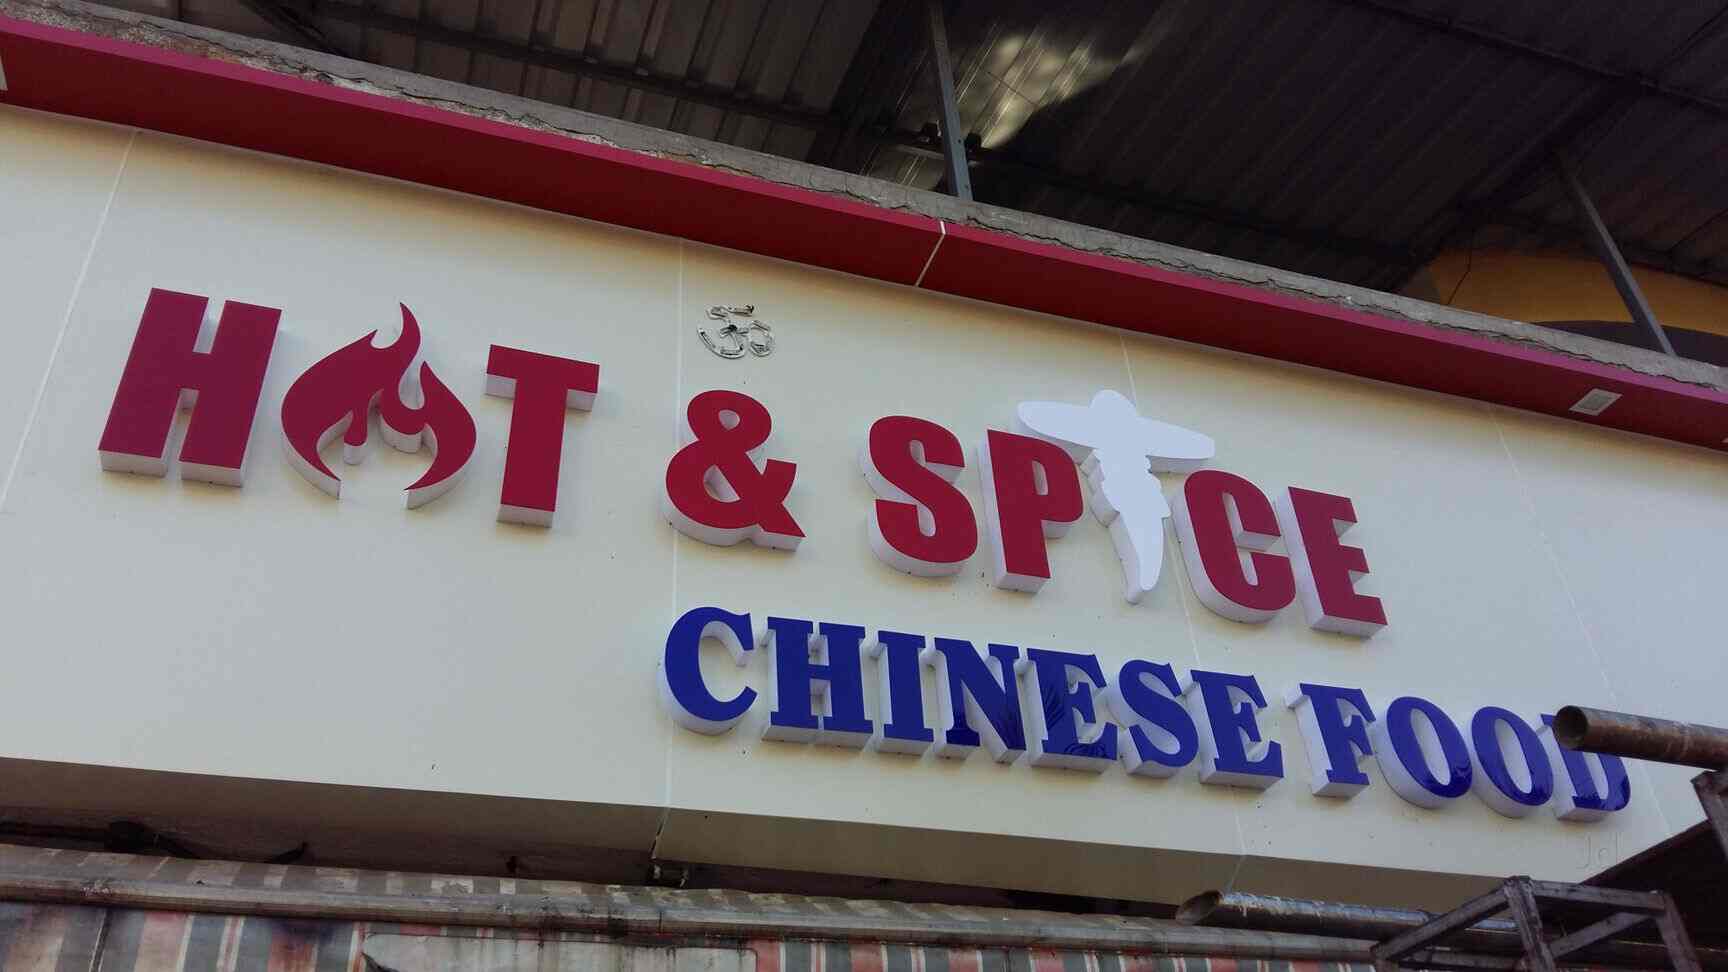 ॐ
HOT & SPICE
CHINESE FOOD